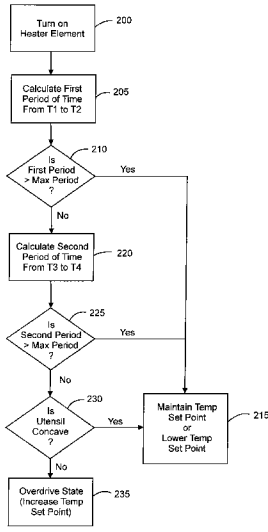 Turn on
Heater Element
200
Calculate First
Period of Time
From T1 to T2
205
Is
First Period
> Max Period
?
210
Yes
No
Calculate Second
Period of Time
From T3 to T4
220
Is
Second Period
> Max Period
?
225
Yes
No
Is
Utensil
Concave
?
230
Yes
No
Maintain Temp
Set Point
or
Lower Temp
Set Point
215
Overdrive State
(Increase Temp
Set Point)
235